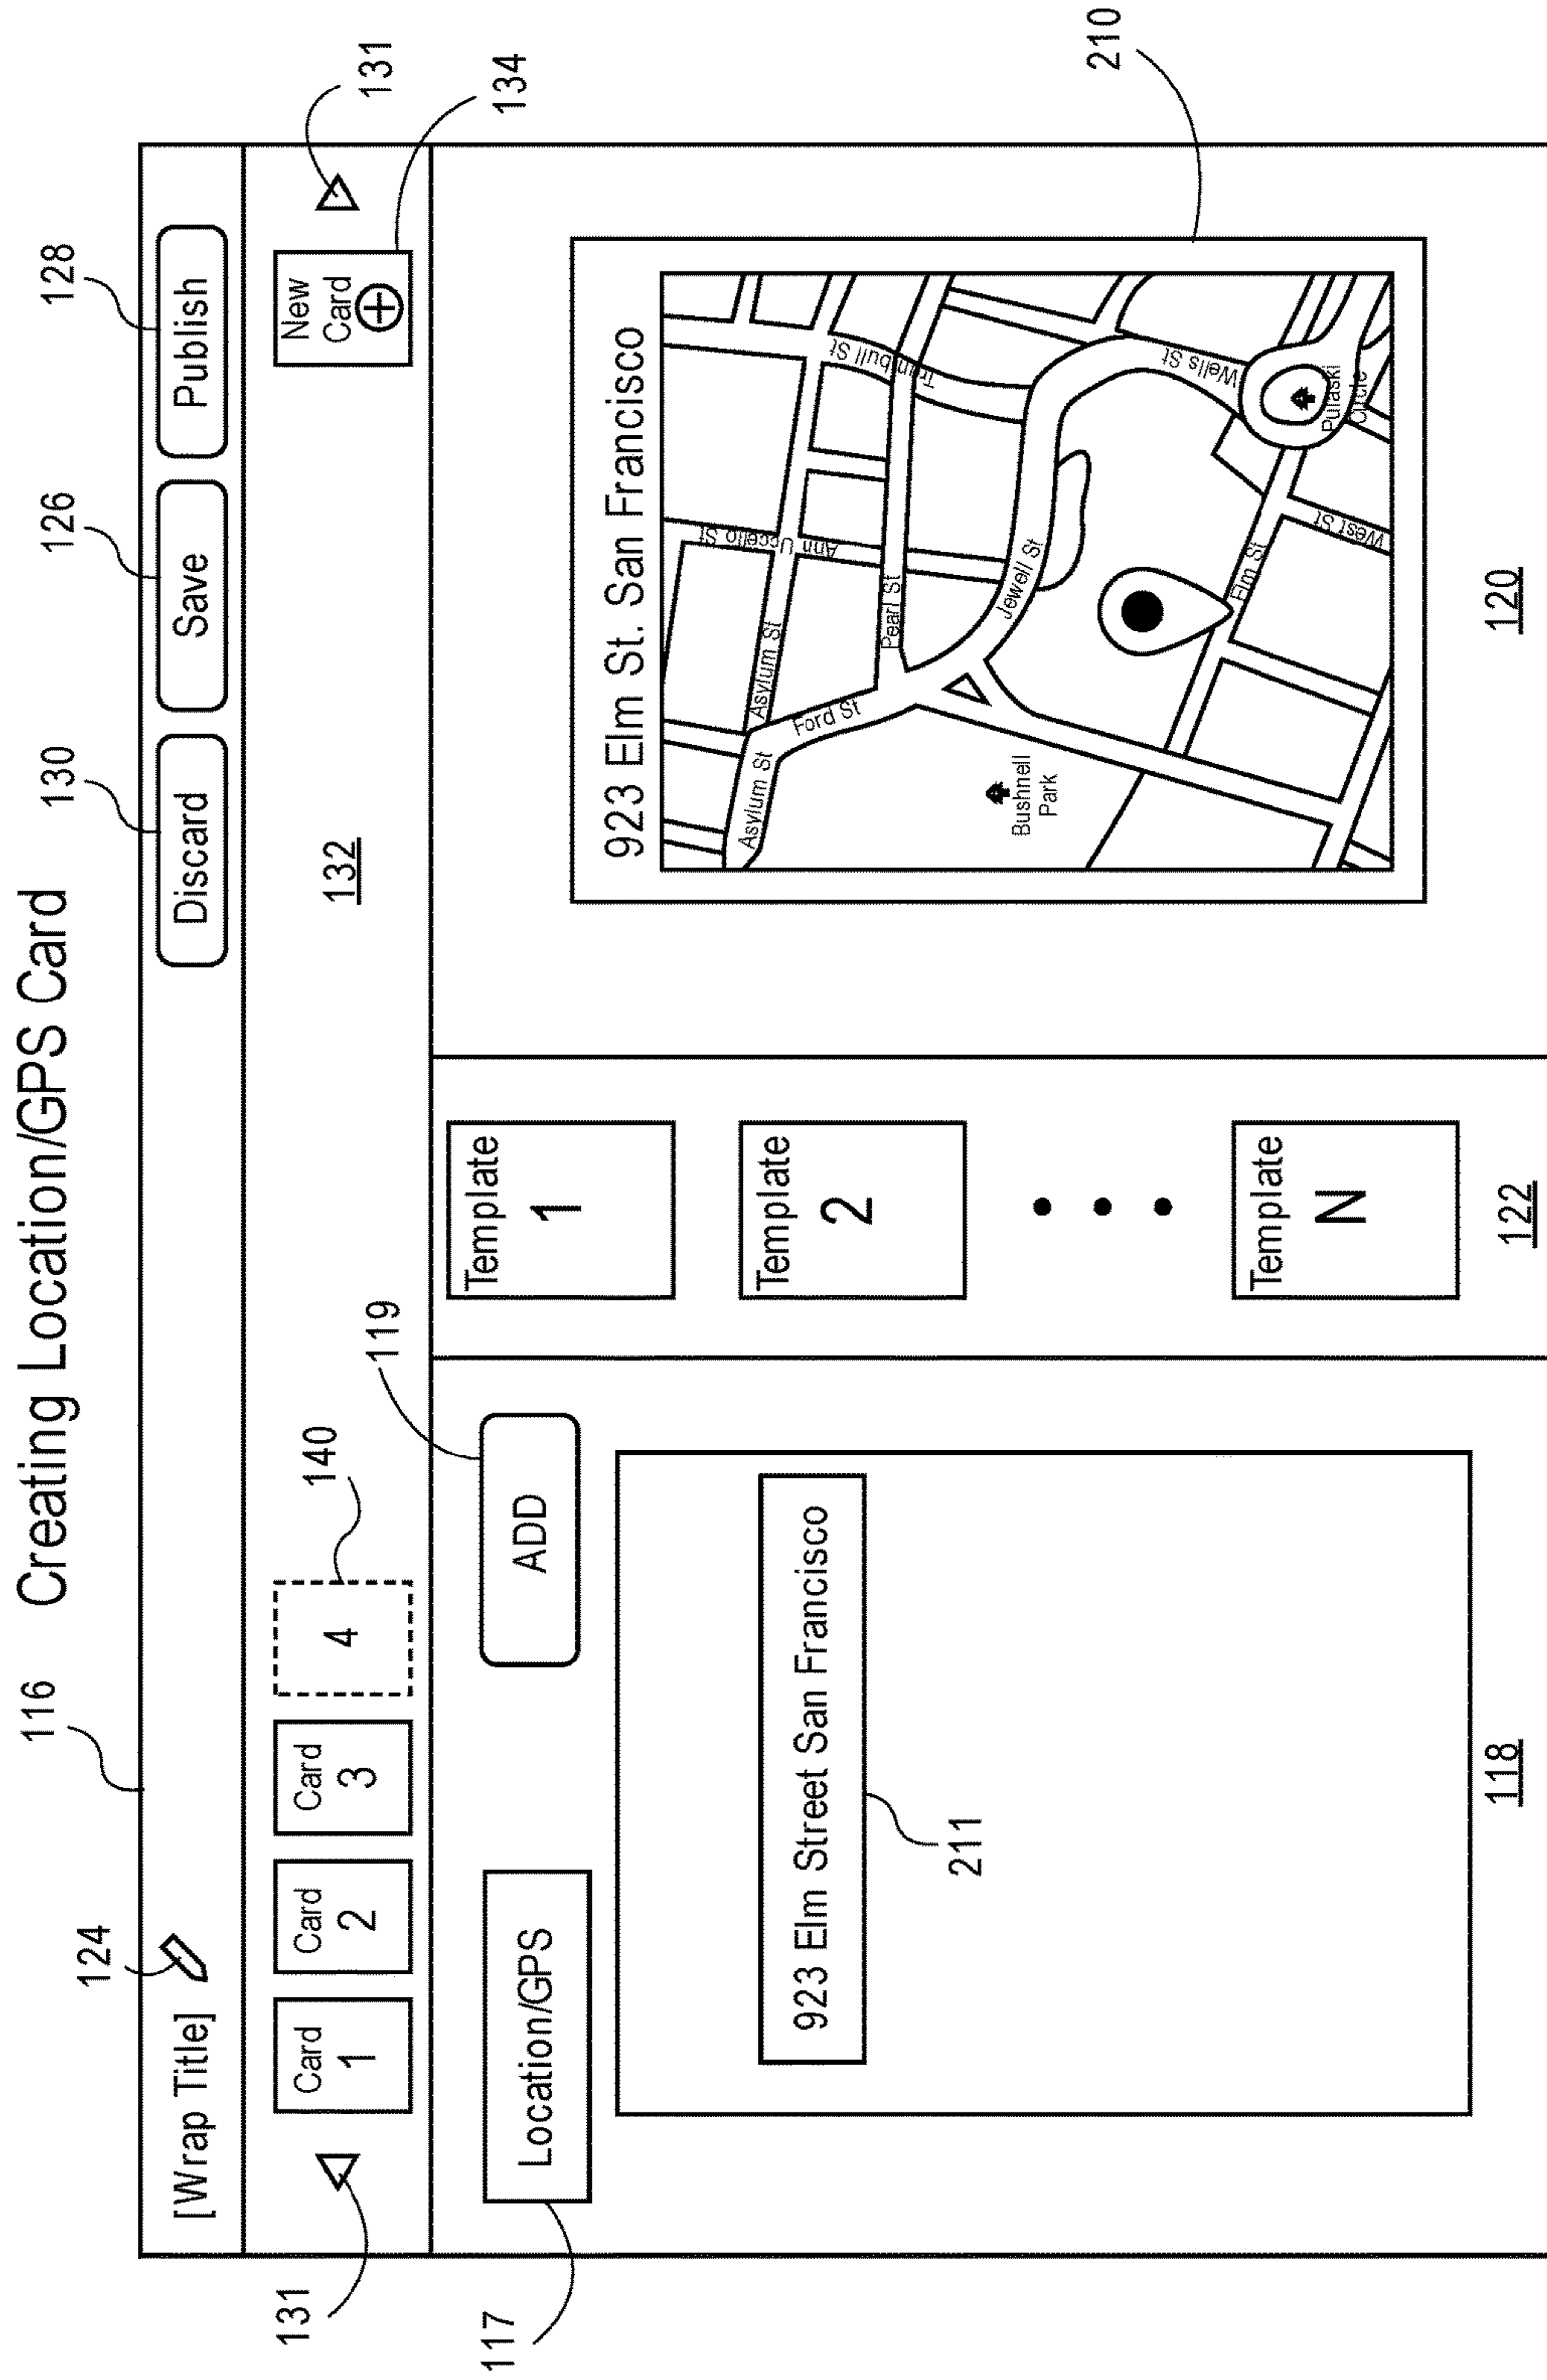 Creating Location/GPS Card
116
124
130
126
128
[Wrap Title]
Discard
Save
Publish
131
131
134
Card
1
Card
2
Card
3
4
140
132
New
Card
117
Location/GPS
ADD
119
923 Elm Street San Francisco
211
118
Template
1
Template
2
Template
N
122
923 Elm St. San Francisco
Asylum St
Asylum St
Ford St
Ann Uccello St
Trumbull St
Pearl St
Jewell St
Wells St
Bushnell
Park
Elm St
West St
Pulaski
Circle
210
120